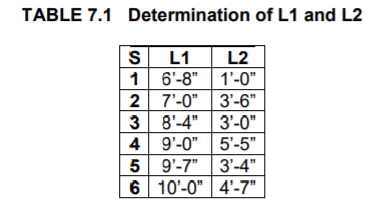 TABLE 7.1 Determination of L1 and L2
S L1 L2
1 6’-8” 1’-0”
2 7’-0” 3’-6”
3 8’-4” 3’-0”
4 9’-0” 5’-5”
5 9’-7” 3’-4”
6 10’-0” 4’-7”